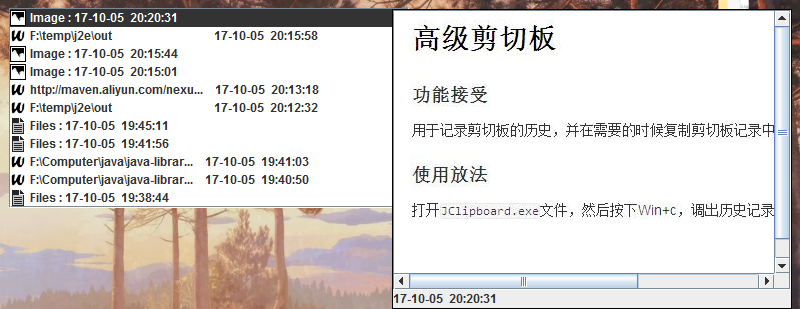 Image : 17-10-05 20:20:31
F:\temp\j2e\out 17-10-05 20:15:58
Image : 17-10-05 20:15:44
Image : 17-10-05 20:15:01
http://maven.aliyun.com/nexu... 17-10-05 20:13:18
F:\temp\j2e\out 17-10-05 20:12:32
Files : 17-10-05 19:45:11
Files : 17-10-05 19:41:56
F:\Computer\java\java-librar... 17-10-05 19:41:03
F:\Computer\java\java-librar... 17-10-05 19:40:50
Files : 17-10-05 19:38:44
高级剪切板
功能接受
用于记录剪切板的历史，并在需要的时候复制剪切板记录中
使用放法
打开JClipboard.exe文件，然后按下Win+c，调出历史记录
17-10-05 20:20:31